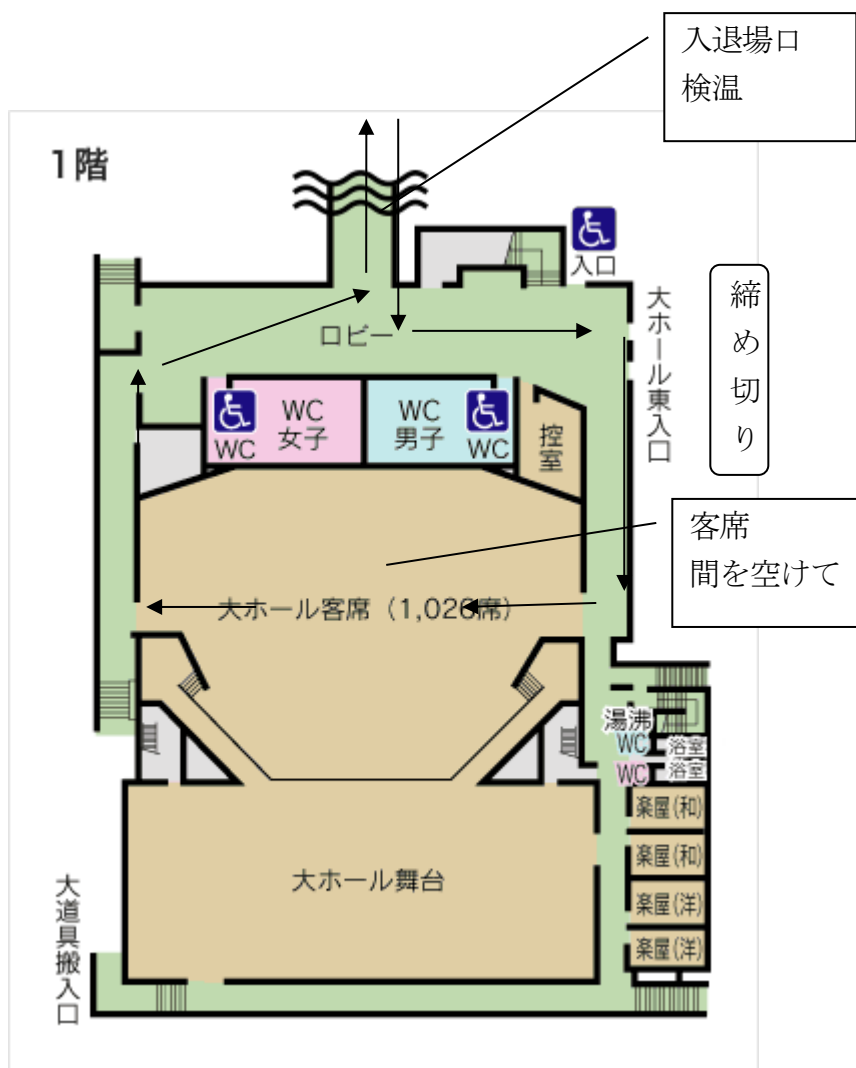 入退場口
検温
1階
入口
ロビー
大ホール東入口
締め切り
WC
女子
WC
WC
男子
WC
控室
客席
間を空けて
大ホール客席（1,026席）
湯沸
WC
浴室
WC
浴室
楽屋(和)
楽屋(和)
楽屋(洋)
楽屋(洋)
大ホール舞台
大道具搬入口